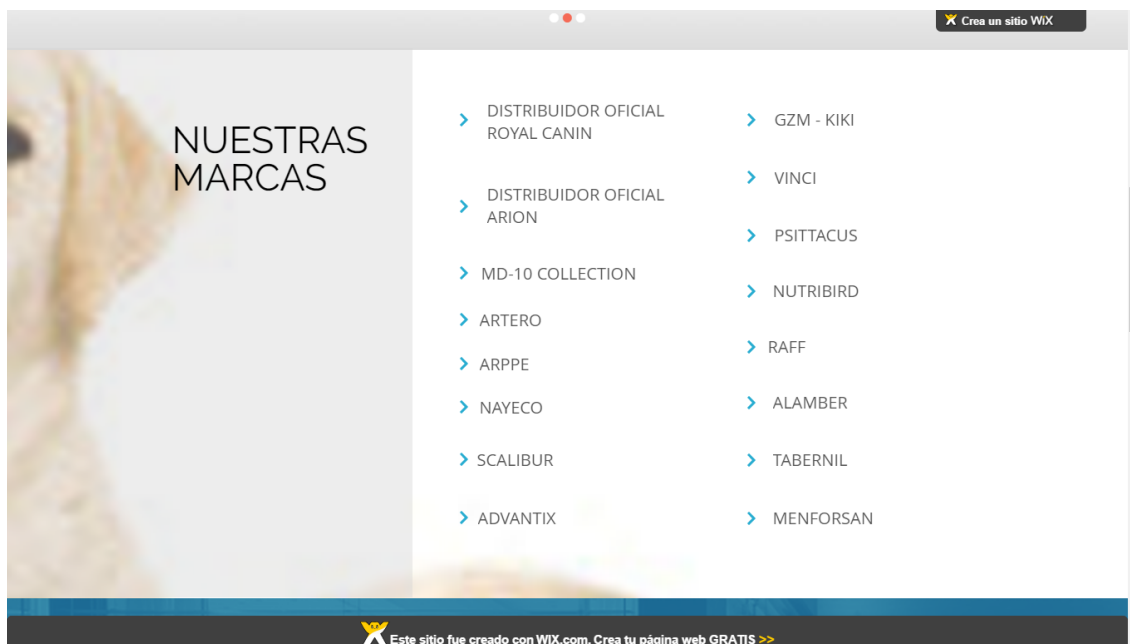 Crea un sitio WiX
NUESTRAS
MARCAS
DISTRIBUIDOR OFICIAL
ROYAL CANIN
DISTRIBUIDOR OFICIAL
ARION
MD-10 COLLECTION
ARTERO
ARPPE
NAYECO
SCALIBUR
ADVANTIX
GZM - KIKI
VINCI
PSITTACUS
NUTRIBIRD
RAFF
ALAMBER
TABERNIL
MENFORSAN
Este sitio fue creado con WIX.com. Crea tu página web GRATIS >>